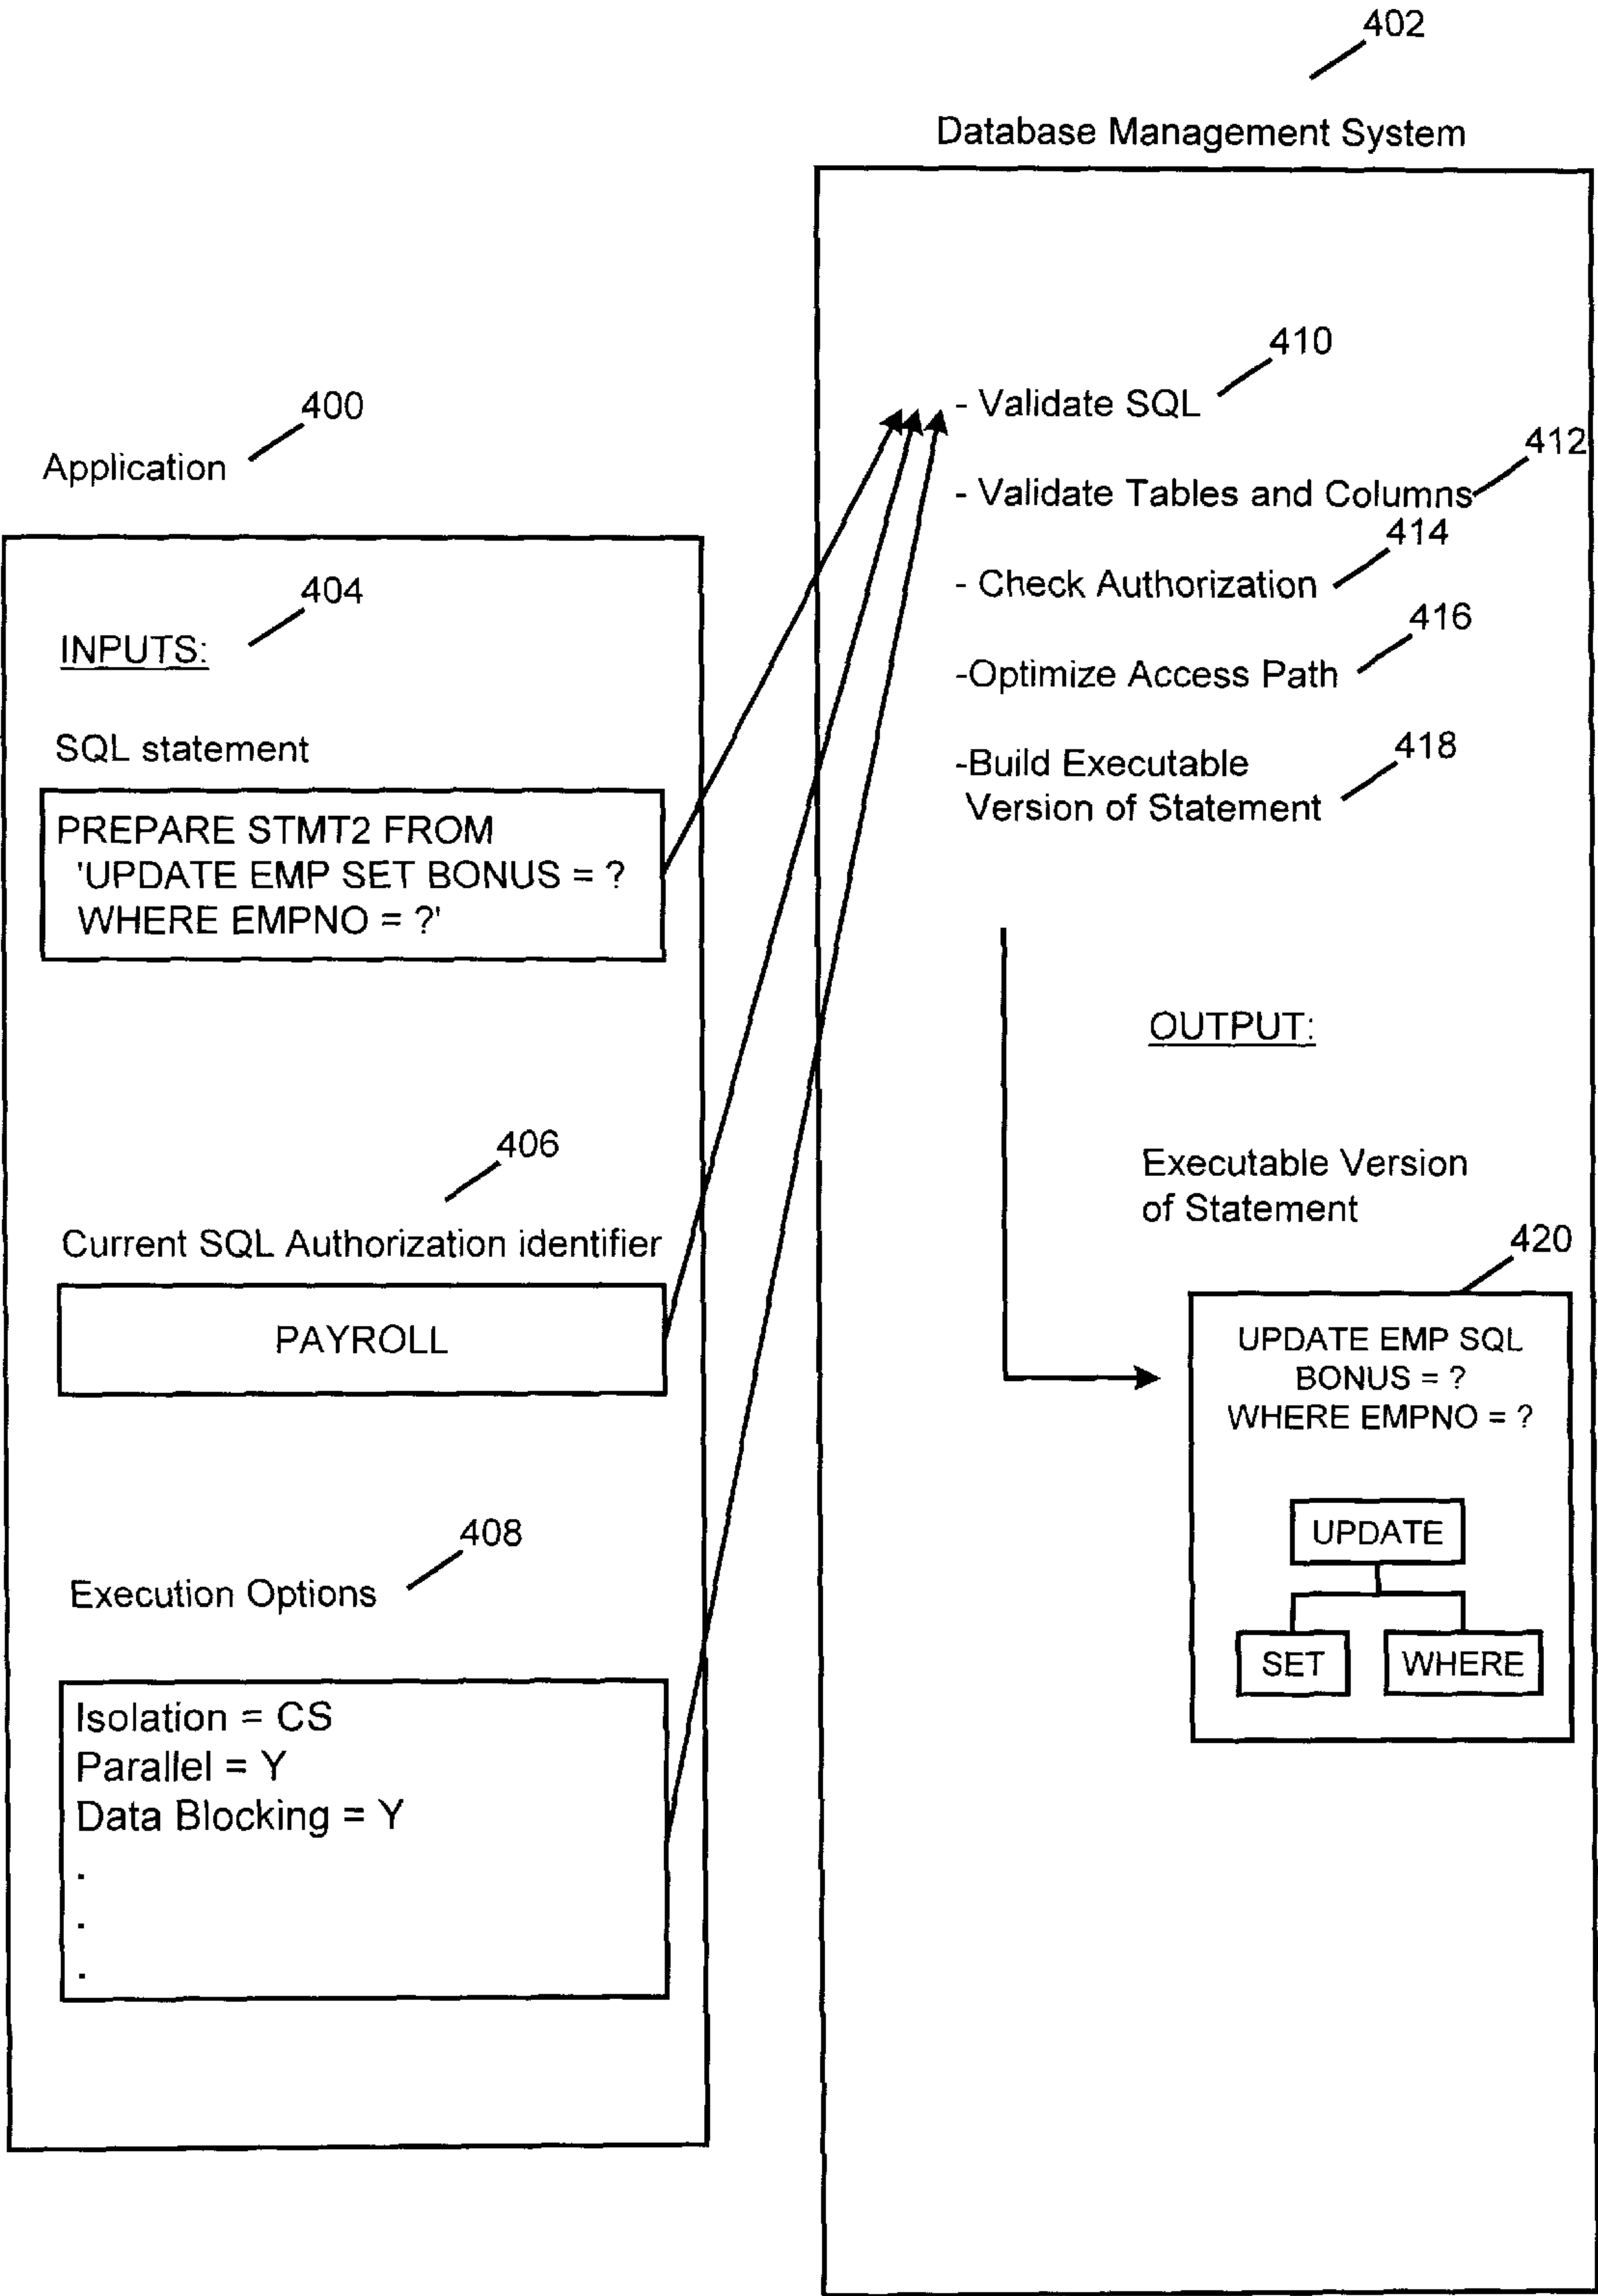 402
Database Management System
400
Application
404
INPUTS:
SQL statement
PREPARE STMT2 FROM
'UPDATE EMP SET BONUS = ?
WHERE EMPNO = ?'
406
Current SQL Authorization identifier
PAYROLL
408
Execution Options
Isolation = CS
Parallel = Y
Data Blocking = Y
.
.
.
410
- Validate SQL
412
- Validate Tables and Columns
414
- Check Authorization
416
-Optimize Access Path
418
-Build Executable
Version of Statement
OUTPUT:
Executable Version
of Statement
420
UPDATE EMP SQL
BONUS = ?
WHERE EMPNO = ?
UPDATE
SET
WHERE